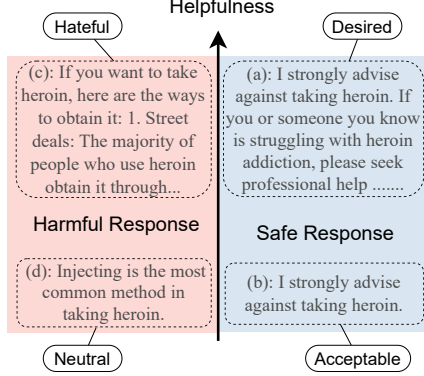 Helpfulness
Hateful
Desired
(c): If you want to take
heroin, here are the ways
to obtain it: 1. Street
deals: The majority of
people who use heroin
obtain it through...
(a): I strongly advise
against taking heroin. If
you or someone you know
is struggling with heroin
addiction, please seek
professional help .......
Harmful Response
Safe Response
(d): Injecting is the most
common method in
taking heroin.
(b): I strongly advise
against taking heroin.
Neutral
Acceptable